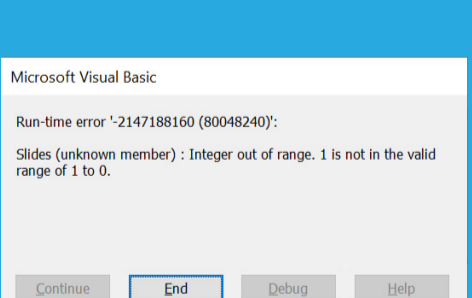 Microsoft Visual Basic
Run-time error '-2147188160 (80048240)':
Slides (unknown member) : Integer out of range. 1 is not in the valid
range of 1 to 0.
Continue
End
Debug
Help